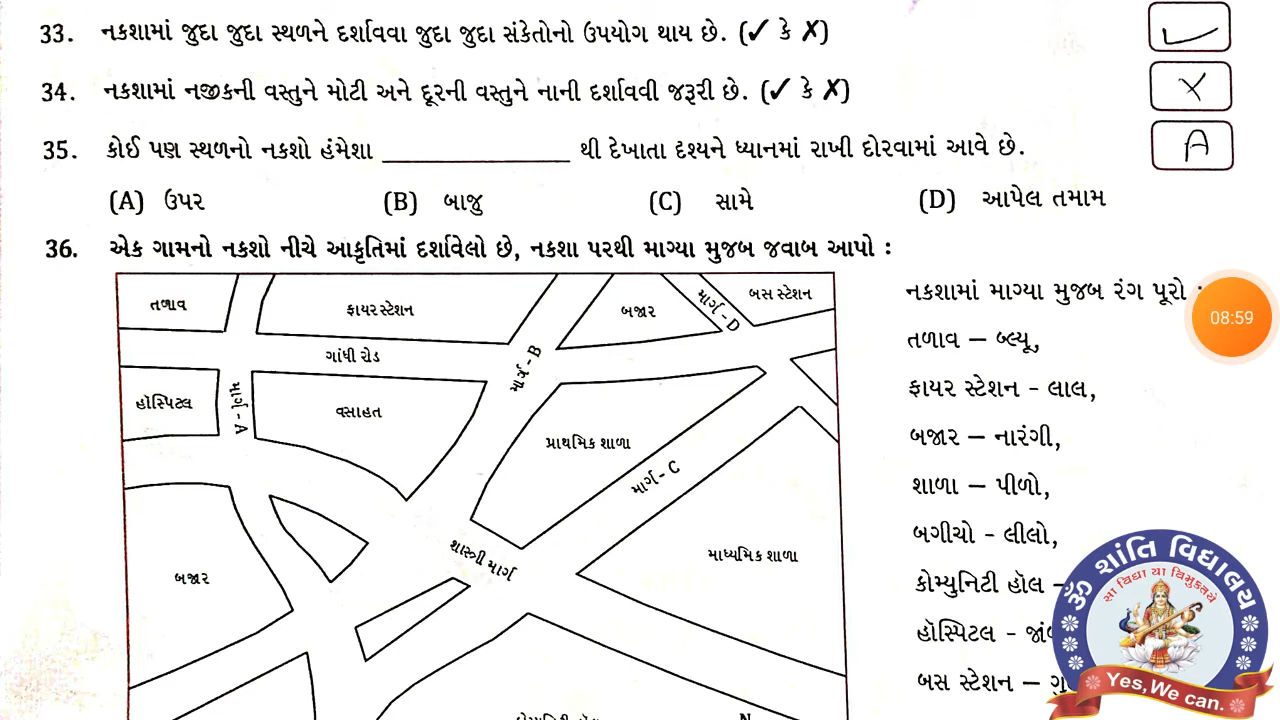 33. નકશામાં જુદા જુદા સ્થળને દર્શાવવા જુદા જુદા સંકેતોનો ઉપયોગ થાય છે. (✓ કે ✗) ✓
34. નકશામાં નજીકની વસ્તુને મોટી અને દૂરની વસ્તુને નાની દર્શાવવી જરૂરી છે. (✓ કે ✗) X
35. કોઈ પણ સ્થળનો નકશો હંમેશા ______________ થી દેખાતા દૃશ્યને ધ્યાનમાં રાખી દોરવામાં આવે છે. A
(A) ઉપર (B) બાજુ (C) સામે (D) આપેલ તમામ
36. એક ગામનો નકશો નીચે આકૃતિમાં દર્શાવેલો છે, નકશા પરથી માગ્યા મુજબ જવાબ આપો :
તળાવ
ફાયર સ્ટેશન
બજાર
માર્ગ-D
બસ સ્ટેશન
ગાંધી રોડ
માર્ગ-B
હૉસ્પિટલ
માર્ગ-A
વસાહત
પ્રાથમિક શાળા
માર્ગ-C
શાસ્ત્રી માર્ગ
માધ્યમિક શાળા
બજાર
N
નકશામાં માગ્યા મુજબ રંગ પૂરો :
તળાવ – બ્લ્યૂ,
ફાયર સ્ટેશન - લાલ,
બજાર – નારંગી,
શાળા – પીળો,
બગીચો - લીલો,
કોમ્યુનિટી હૉલ –
હૉસ્પિટલ -
બસ સ્ટેશન –
08:59
ૐ શાંતિ વિદ્યાલય
સા વિદ્યા યા વિમુક્તયે
Yes, We can.